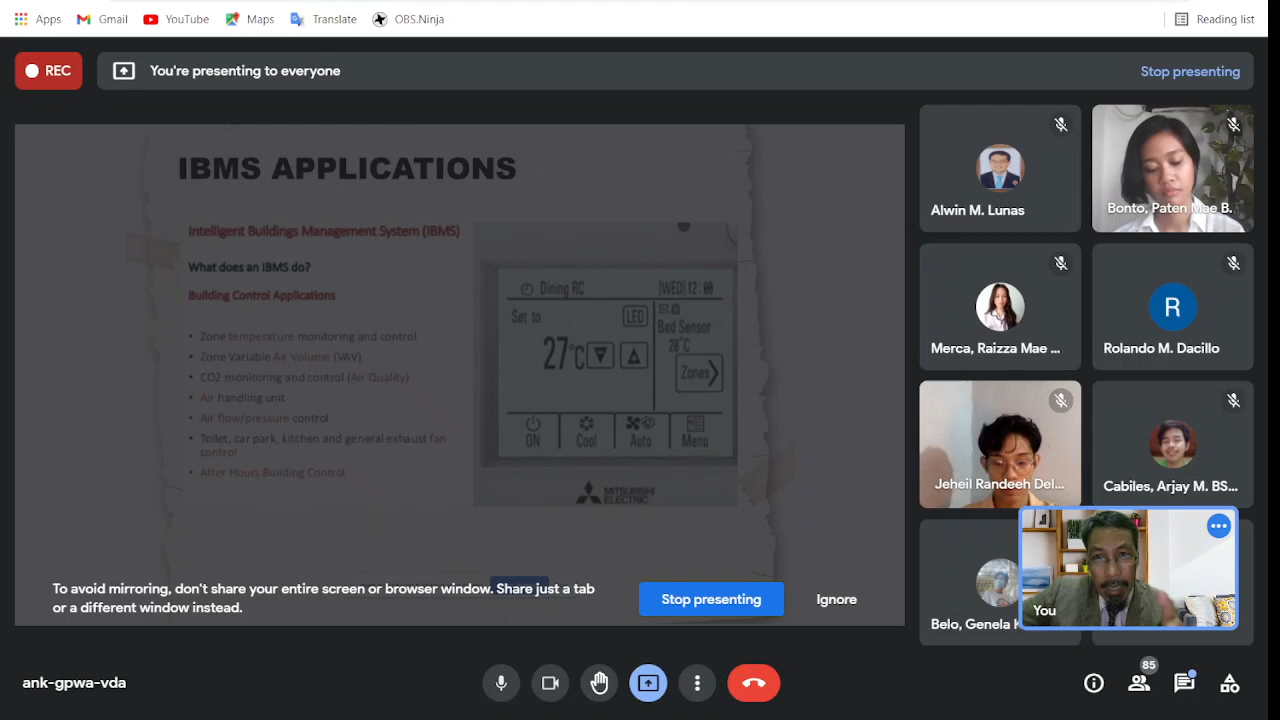 Apps
Gmail
YouTube
Maps
Translate
OBS.Ninja
Reading list
REC
You're presenting to everyone
Stop presenting
IBMS APPLICATIONS
Intelligent Buildings Management System (IBMS)
What does an IBMS do?
Building Control Applications
• Zone temperature monitoring and control
• Zone Variable Air Volume (VAV)
• CO2 monitoring and control (Air Quality)
• Air handling unit
• Air flow/pressure control
• Toilet, car park, kitchen and general exhaust fan
control
• After Hours Building Control
Dining RC
[WED] 12:00
Set to
LED
Bed Sensor
27°C
28°C
Zones
ON
Cool
Auto
Menu
MITSUBISHI
ELECTRIC
To avoid mirroring, don't share your entire screen or browser window. Share just a tab
or a different window instead.
Stop presenting
Ignore
Alwin M. Lunas
Bonto, Paten Mae B.
Merca, Raizza Mae ...
R
Rolando M. Dacillo
Jeheil Randeeh Del...
Cabiles, Arjay M. BS...
Belo, Genela
You
ank-gpwa-vda
85